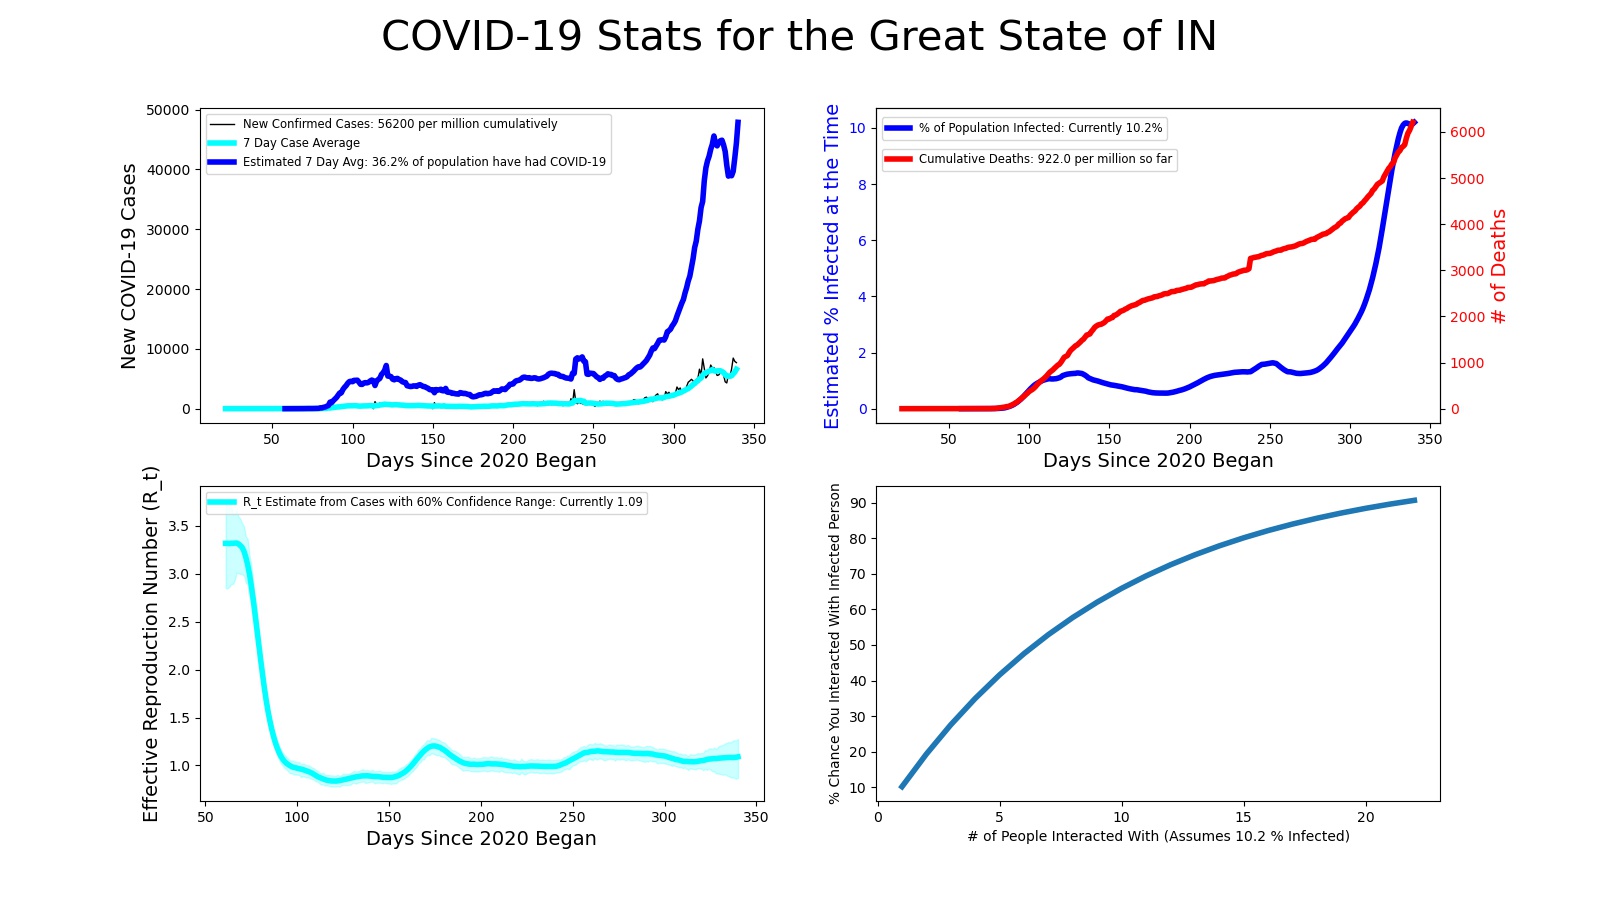 COVID-19 Stats for the Great State of IN
New COVID-19 Cases
50000
40000
30000
20000
10000
0
New Confirmed Cases: 56200 per million cumulatively
7 Day Case Average
Estimated 7 Day Avg: 36.2% of population have had COVID-19
50 100 150 200 250 300 350
Days Since 2020 Began
Estimated % Infected at the Time
10
8
6
4
2
0
% of Population Infected: Currently 10.2%
Cumulative Deaths: 922.0 per million so far
6000
5000
4000
3000
2000
1000
0
# of Deaths
50 100 150 200 250 300 350
Days Since 2020 Began
Effective Reproduction Number (R_t)
3.5
3.0
2.5
2.0
1.5
1.0
R_t Estimate from Cases with 60% Confidence Range: Currently 1.09
50 100 150 200 250 300 350
Days Since 2020 Began
% Chance You Interacted With Infected Person
90
80
70
60
50
40
30
20
10
0 5 10 15 20
# of People Interacted With (Assumes 10.2 % Infected)